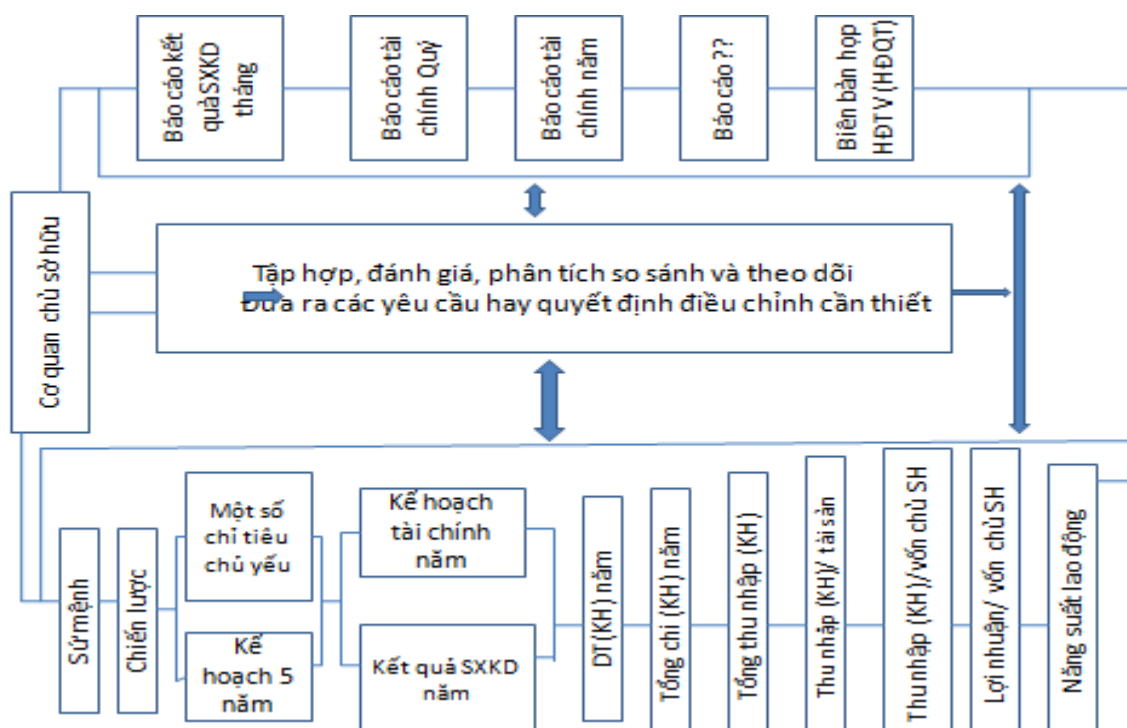 Báo cáo kết
quả SXKD
tháng
Báo cáo tài
chính Quý
Báo cáo tài
chính năm
Báo cáo ??
Biên bản họp
HĐTV (HĐQT)
Cơ quan chủ sở hữu
Tập hợp, đánh giá, phân tích so sánh và theo dõi
Đưa ra các yêu cầu hay quyết định điều chỉnh cần thiết
Sứ mệnh
Chiến lược
Một số
chỉ tiêu
chủ yếu
Kế
hoạch 5
năm
Kế hoạch
tài chính
năm
Kết quả SXKD
năm
DT (KH) năm
Tổng chi (KH) năm
Tổng thu nhập (KH)
Thu nhập (KH)/ tài sản
Thu nhập (KH)/vốn chủ SH
Lợi nhuận/ vốn chủ SH
Năng suất lao động